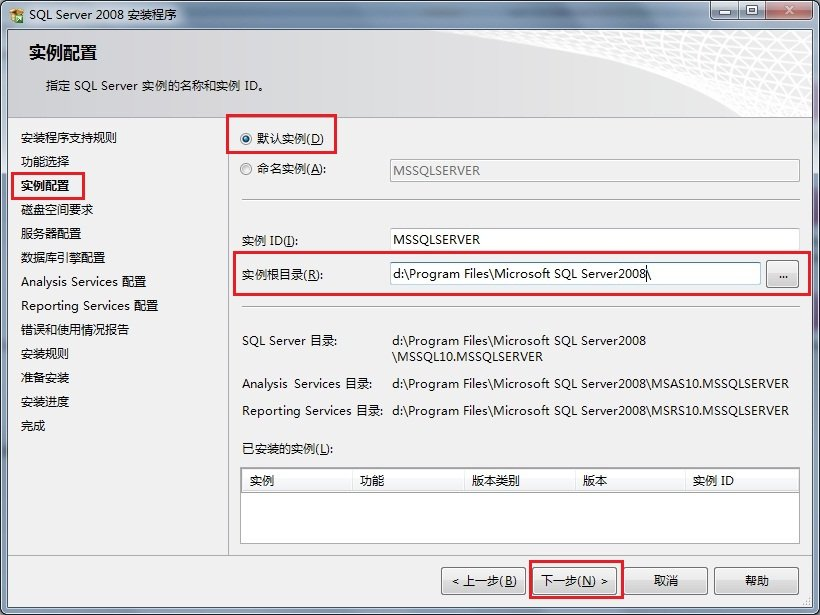 SQL Server 2008 安装程序
实例配置
指定 SQL Server 实例的名称和实例 ID。
安装程序支持规则
功能选择
实例配置
磁盘空间要求
服务器配置
数据库引擎配置
Analysis Services 配置
Reporting Services 配置
错误和使用情况报告
安装规则
准备安装
安装进度
完成
默认实例(D)
命名实例(A): MSSQLSERVER
实例 ID(I): MSSQLSERVER
实例根目录(R): d:\Program Files\Microsoft SQL Server2008\ ...
SQL Server 目录: d:\Program Files\Microsoft SQL Server2008
\MSSQL10.MSSQLSERVER
Analysis Services 目录: d:\Program Files\Microsoft SQL Server2008\MSAS10.MSSQLSERVER
Reporting Services 目录: d:\Program Files\Microsoft SQL Server2008\MSRS10.MSSQLSERVER
已安装的实例(L):
实例 功能 版本类别 版本 实例 ID
< 上一步(B) 下一步(N) > 取消 帮助